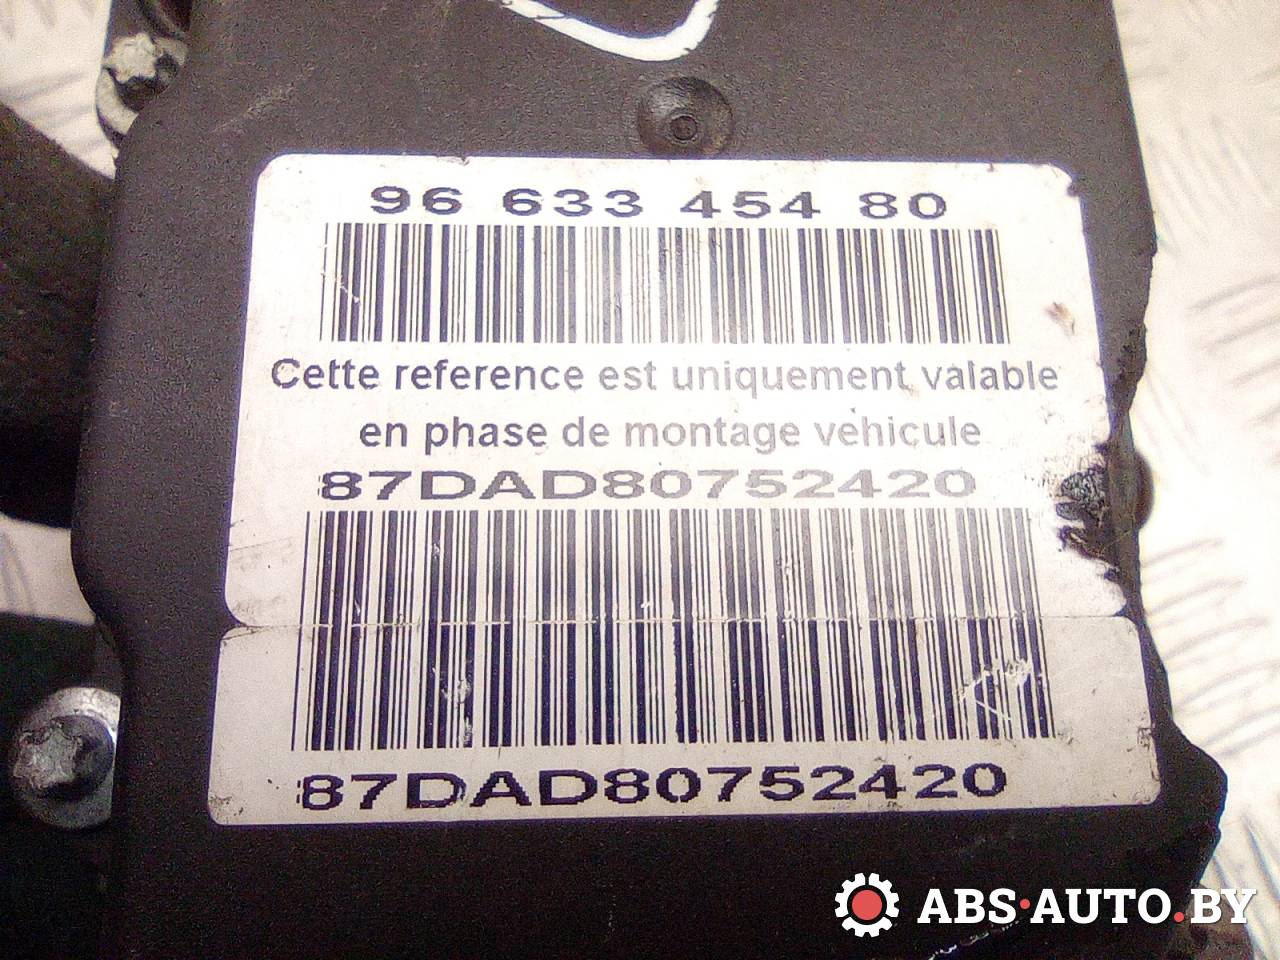 96 633 454 80
Cette reference est uniquement valable
en phase de montage vehicule
87DAD80752420
87DAD80752420
ABS·AUTO.BY